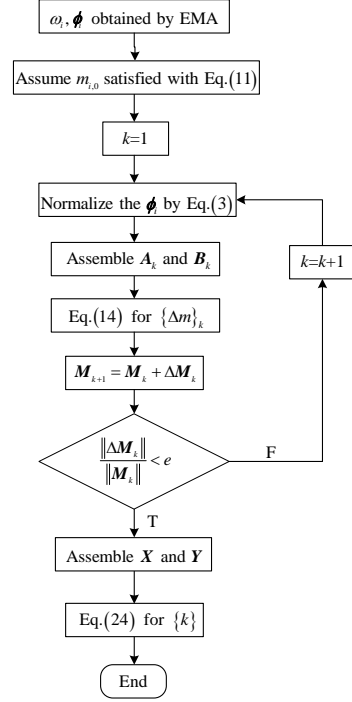 ω_i, ϕ_i obtained by EMA
Assume m_{i,0} satisfied with Eq.(11)
k=1
Normalize the ϕ_i by Eq.(3)
Assemble A_k and B_k
k=k+1
Eq.(14) for {Δm}_k
M_{k+1} = M_k + ΔM_k
‖ΔM_k‖ / ‖M_k‖ < e
F
T
Assemble X and Y
Eq.(24) for {k}
End